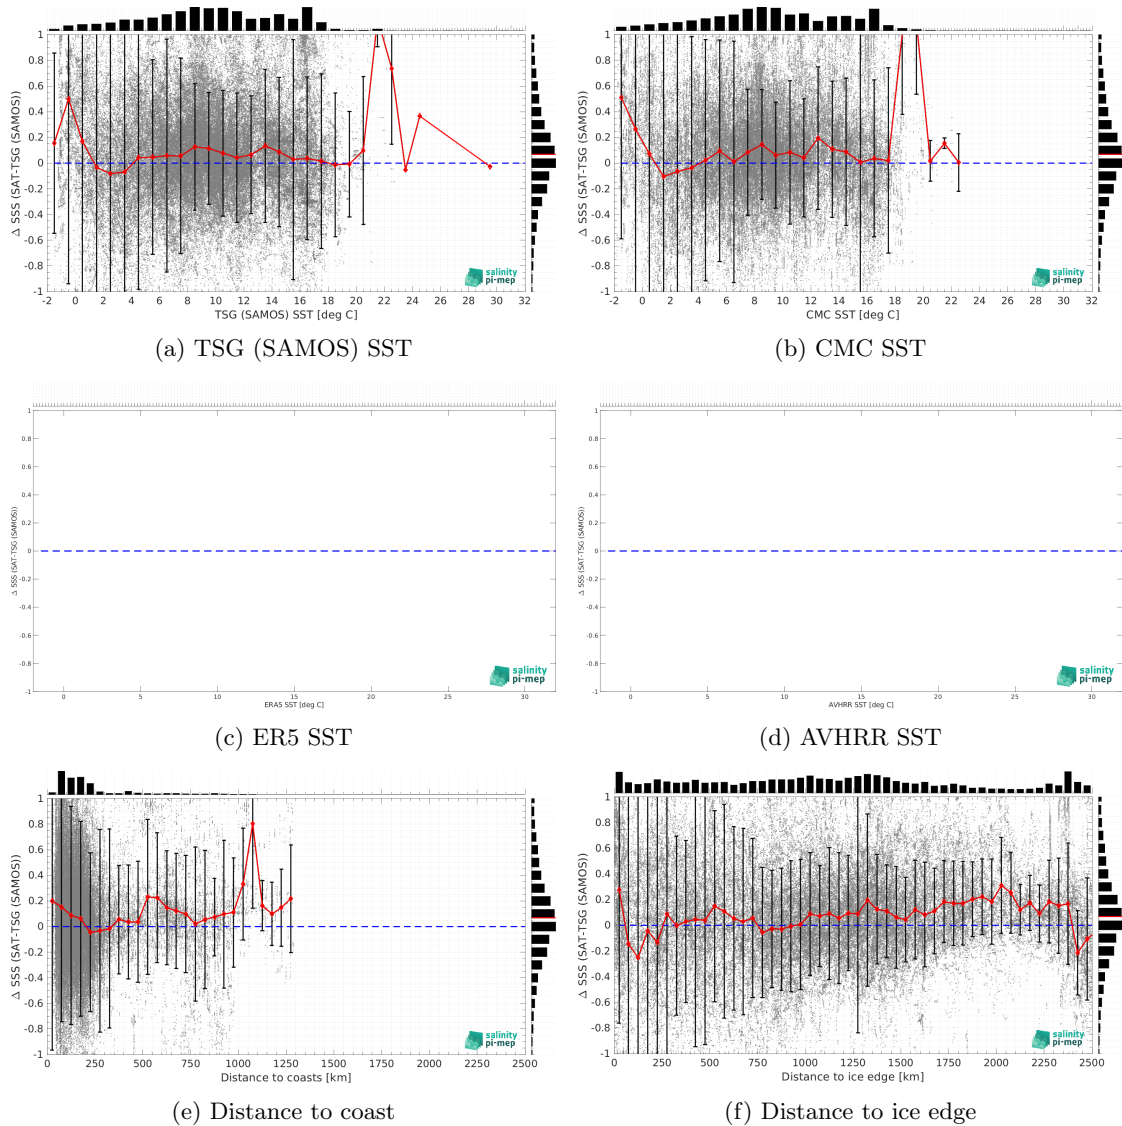 1
0.8
0.6
0.4
0.2
0
-0.2
-0.4
-0.6
-0.8
-1
Δ SSS (SAT-TSG (SAMOS))
-2 0 2 4 6 8 10 12 14 16 18 20 22 24 26 28 30 32
TSG (SAMOS) SST [deg C]
salinity
pi-mep
(a) TSG (SAMOS) SST
1
0.8
0.6
0.4
0.2
0
-0.2
-0.4
-0.6
-0.8
-1
Δ SSS (SAT-TSG (SAMOS))
-2 0 2 4 6 8 10 12 14 16 18 20 22 24 26 28 30 32
CMC SST [deg C]
salinity
pi-mep
(b) CMC SST
1
0.8
0.6
0.4
0.2
0
-0.2
-0.4
-0.6
-0.8
-1
Δ SSS (SAT-TSG (SAMOS))
0 5 10 15 20 25 30
ERA5 SST [deg C]
salinity
pi-mep
(c) ER5 SST
1
0.8
0.6
0.4
0.2
0
-0.2
-0.4
-0.6
-0.8
-1
Δ SSS (SAT-TSG (SAMOS))
0 5 10 15 20 25 30
AVHRR SST [deg C]
salinity
pi-mep
(d) AVHRR SST
1
0.8
0.6
0.4
0.2
0
-0.2
-0.4
-0.6
-0.8
-1
Δ SSS (SAT-TSG (SAMOS))
0 250 500 750 1000 1250 1500 1750 2000 2250 2500
Distance to coasts [km]
salinity
pi-mep
(e) Distance to coast
1
0.8
0.6
0.4
0.2
0
-0.2
-0.4
-0.6
-0.8
-1
Δ SSS (SAT-TSG (SAMOS))
0 250 500 750 1000 1250 1500 1750 2000 2250 2500
Distance to ice edge [km]
salinity
pi-mep
(f) Distance to ice edge